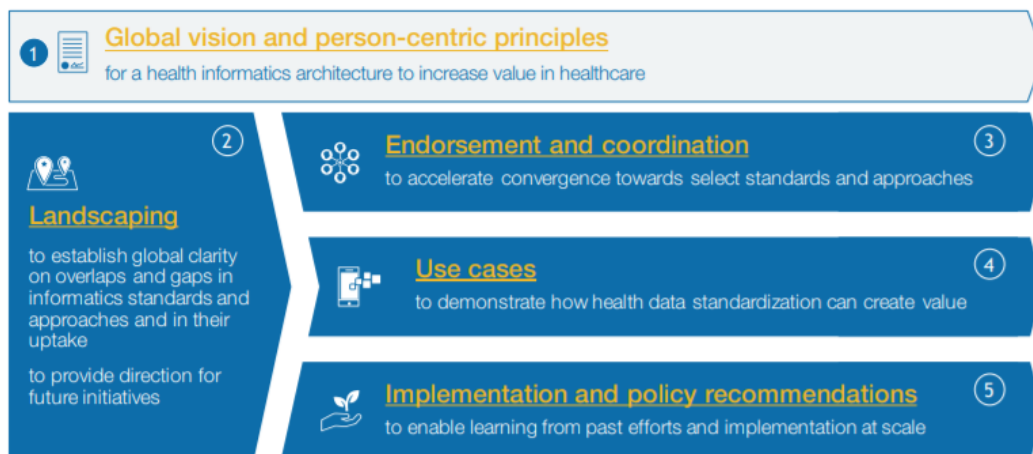 1
Global vision and person-centric principles
for a health informatics architecture to increase value in healthcare
2
Landscaping
to establish global clarity
on overlaps and gaps in
informatics standards and
approaches and in their
uptake
to provide direction for
future initiatives
3
Endorsement and coordination
to accelerate convergence towards select standards and approaches
4
Use cases
to demonstrate how health data standardization can create value
5
Implementation and policy recommendations
to enable learning from past efforts and implementation at scale